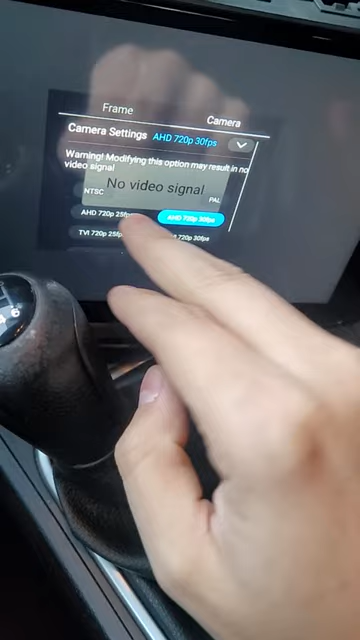 Frame Camera
Camera Settings AHD 720p 30fps
Warning! Modifying this option may result in no
video signal
No video signal
NTSC PAL
AHD 720p 25fps AHD 720p 30fps
TVI 720p 25fps 720p 30fps
6